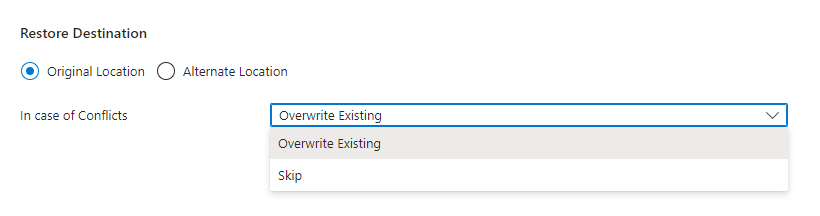 Restore Destination
Original Location Alternate Location
In case of Conflicts Overwrite Existing
Overwrite Existing
Skip